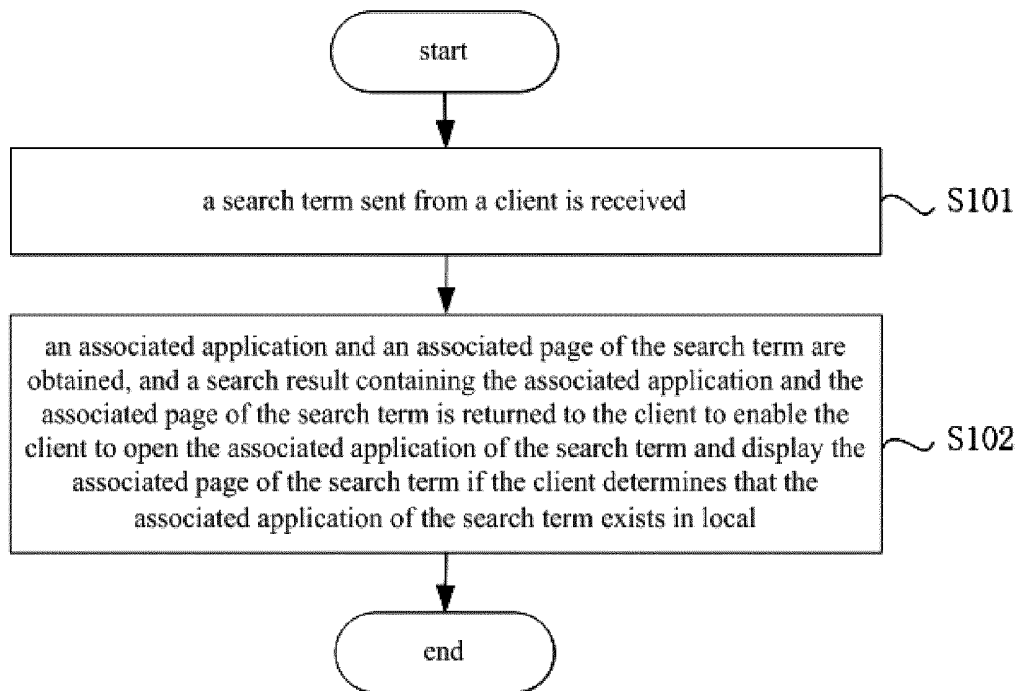 start
a search term sent from a client is received
S101
an associated application and an associated page of the search term are
obtained, and a search result containing the associated application and the
associated page of the search term is returned to the client to enable the
client to open the associated application of the search term and display the
associated page of the search term if the client determines that the
associated application of the search term exists in local
S102
end